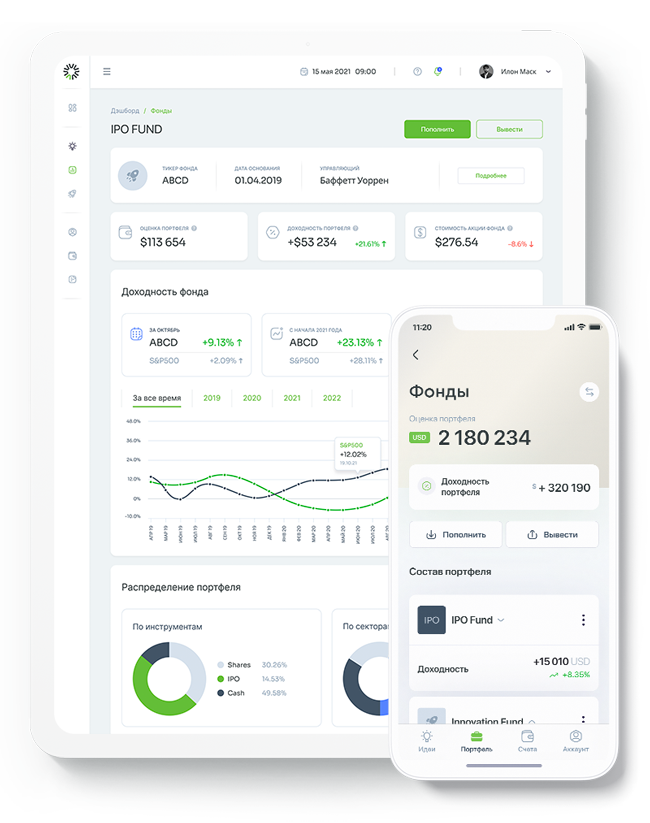 15 мая 2021 09:00
Илон Маск
Дэшборд / Фонды
IPO FUND
Пополнить
Вывести
ТИКЕР ФОНДА
ABCD
ДАТА ОСНОВАНИЯ
01.04.2019
УПРАВЛЯЮЩИЙ
Баффетт Уоррен
Подробнее
ОЦЕНКА ПОРТФЕЛЯ
$113 654
ДОХОДНОСТЬ ПОРТФЕЛЯ
+$53 234 +21.61% ↑
СТОИМОСТЬ АКЦИИ ФОНДА
$276.54 -8.6% ↓
Доходность фонда
ЗА ОКТЯБРЬ
ABCD +9.13% ↑
S&P500 +2.09% ↑
С НАЧАЛА 2021 ГОДА
ABCD +23.13% ↑
S&P500 +28.11% ↑
За все время 2019 2020 2021 2022
48.0%
36.0%
24.0%
12.0%
0%
-10.0%
S&P500
+12.02%
19.10.21
АПР.19
МАР.19
ИЮН.19
ИЮЛ.19
АВГ.19
СЕН.19
ОКТ.19
НОЯ.19
ДЕК.19
ЯНВ.20
ФЕВ.20
МАР.20
АПР.20
МАЙ.20
ИЮН.20
ИЮЛ.20
Распределение портфеля
По инструментам
Shares 30.26%
IPO 14.53%
Cash 49.58%
По сектора
11:20
Фонды
Оценка портфеля
USD 2 180 234
Доходность
портфеля
$ + 320 190
Пополнить
Вывести
Состав портфеля
IPO IPO Fund
Доходность
+15 010 USD
+8.35%
Innovation Fund
Идеи
Портфель
Счета
Аккаунт